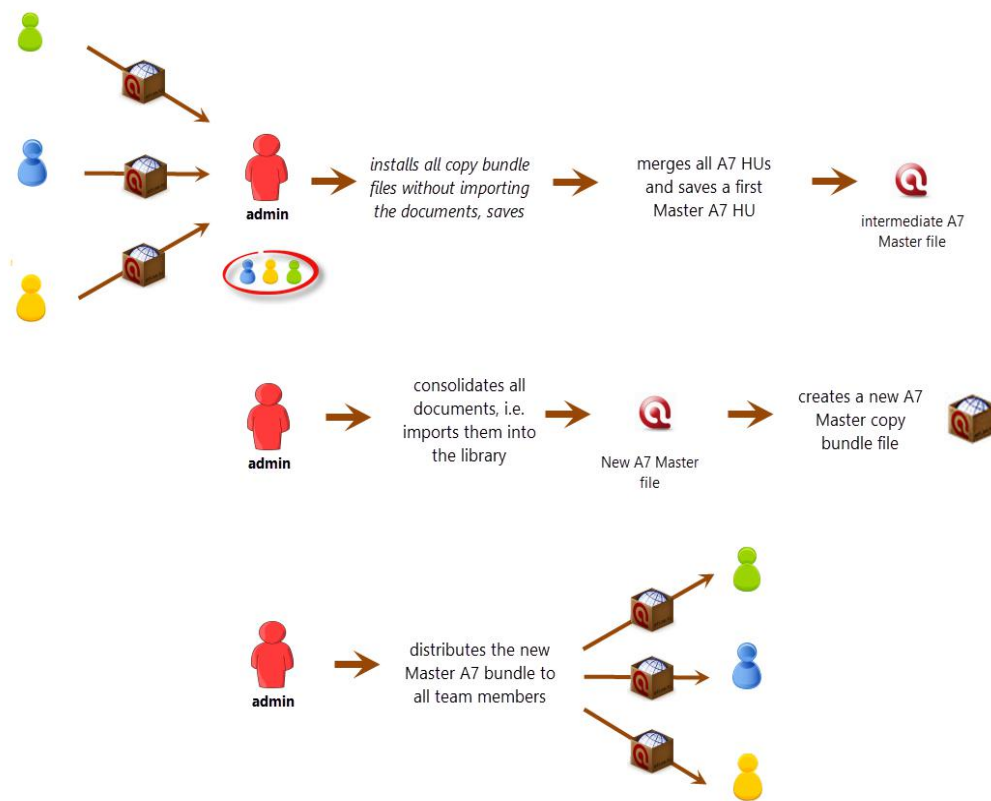 admin
installs all copy bundle
files without importing
the documents, saves
merges all A7 HUs
and saves a first
Master A7 HU
intermediate A7
Master file
admin
consolidates all
documents, i.e.
imports them into
the library
New A7 Master
file
creates a new A7
Master copy
bundle file
admin
distributes the new
Master A7 bundle to
all team members